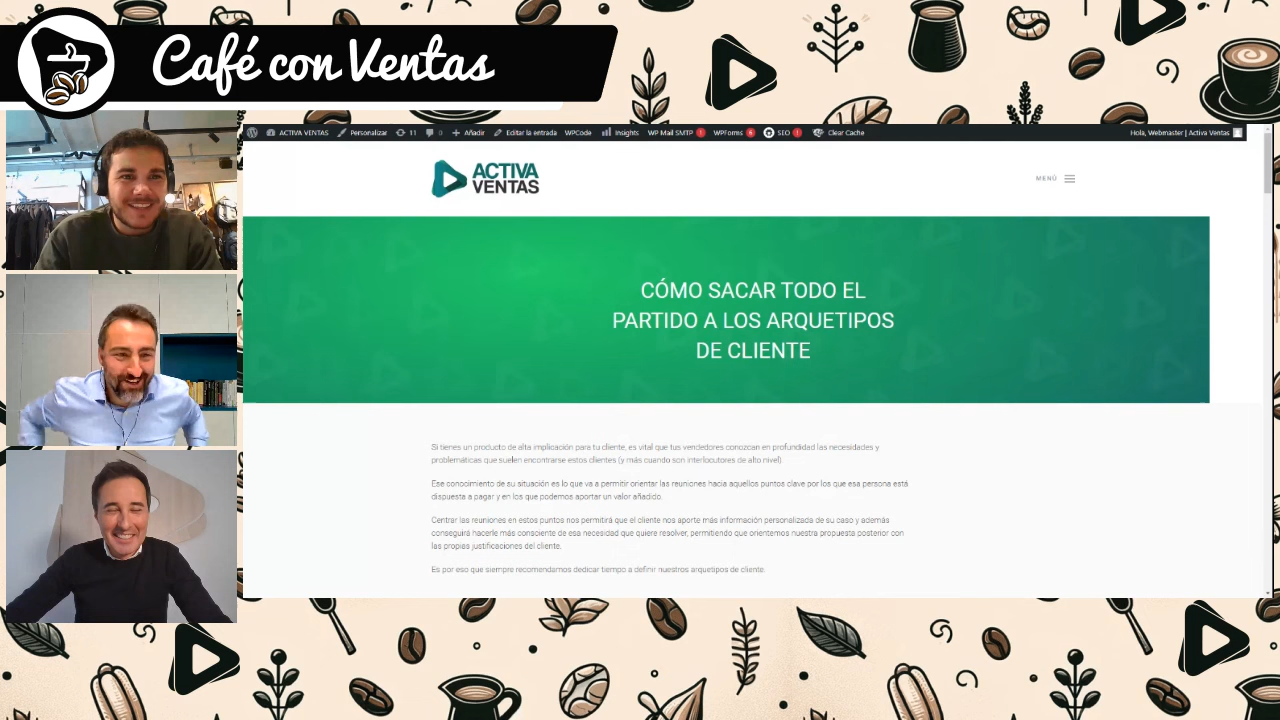 Café con Ventas
ACTIVA VENTAS Personalizar 11 0 Añadir Editar la entrada WPCode Insights WP Mail SMTP 1 WPForms 6 SEO 1 Clear Cache Hola, Webmaster | Activa Ventas
ACTIVA
VENTAS
MENÚ
CÓMO SACAR TODO EL
PARTIDO A LOS ARQUETIPOS
DE CLIENTE
Si tienes un producto de alta implicación para tu cliente, es vital que tus vendedores conozcan en profundidad las necesidades y
problemáticas que suelen encontrarse estos clientes (y más cuando son interlocutores de alto nivel).
Ese conocimiento de su situación es lo que va a permitir orientar las reuniones hacia aquellos puntos clave por los que esa persona está
dispuesta a pagar y en los que podemos aportar un valor añadido.
Centrar las reuniones en estos puntos nos permitirá que el cliente nos aporte más información personalizada de su caso y además
conseguirá hacerle más consciente de esa necesidad que quiere resolver, permitiendo que orientemos nuestra propuesta posterior con
las propias justificaciones del cliente.
Es por eso que siempre recomendamos dedicar tiempo a definir nuestros arquetipos de cliente.